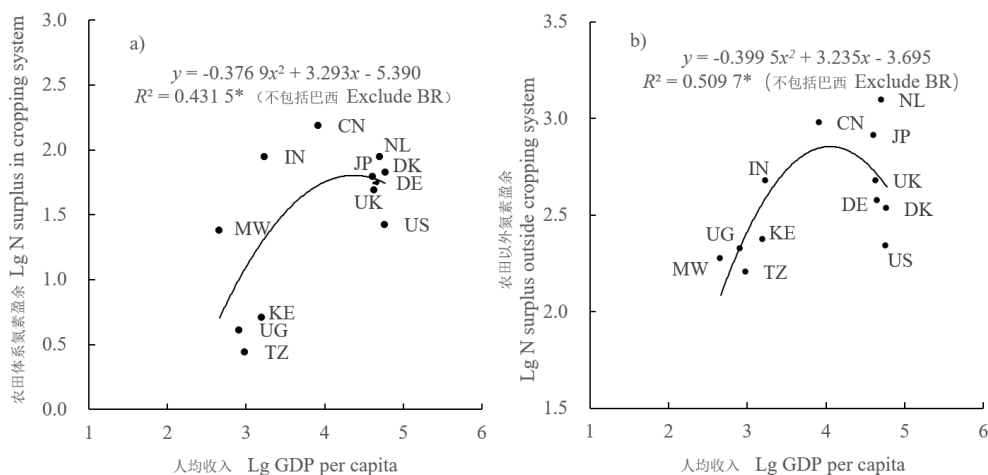 a)
y = -0.376 9x² + 3.293x - 5.390
R² = 0.431 5* （不包括巴西 Exclude BR）
农田体系氮素盈余 Lg N surplus in cropping system
3.0
2.5
2.0
1.5
1.0
0.5
0.0
CN
IN
NL
JP
DK
DE
UK
US
MW
KE
UG
TZ
1 2 3 4 5 6
人均收入 Lg GDP per capita
b)
y = -0.399 5x² + 3.235x - 3.695
R² = 0.509 7* （不包括巴西 Exclude BR）
农田以外氮素盈余
Lg N surplus outside cropping system
3.5
3.0
2.5
2.0
1.5
NL
CN
JP
IN
UK
DE
DK
UG
KE
US
MW
TZ
1 2 3 4 5 6
人均收入 Lg GDP per capita